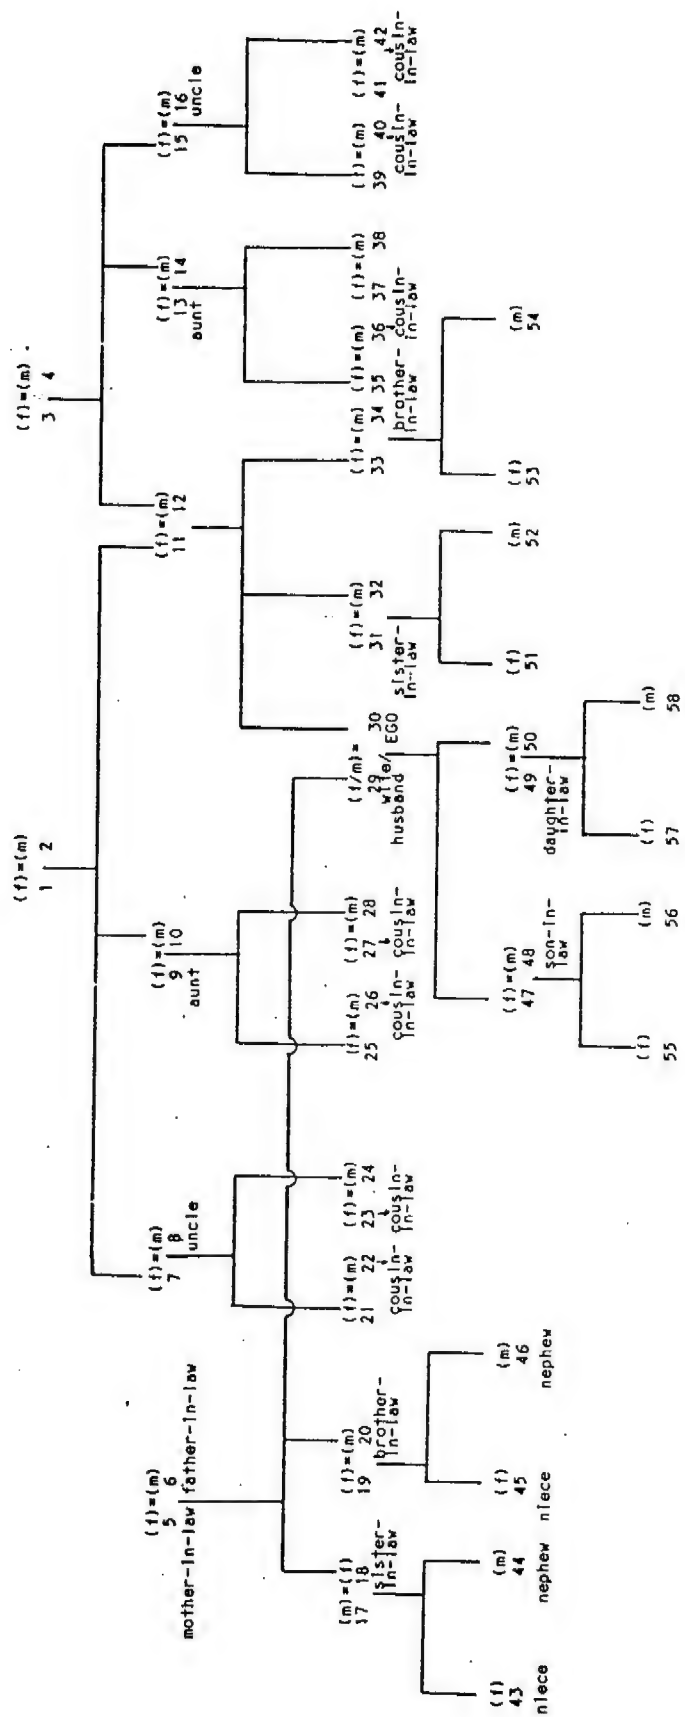 (f)=(m) (f)=(m)
1 2 3 4
(f)=(m) (f)=(m) (f)=(m) (f)=(m) (f)=(m) (f)=(m)
5 6 7 8 9 10 11 12 13 14 15 16
mother-in-law father-in-law uncle aunt aunt uncle
(m)=(f) (f)=(m) (f)=(m) (f)=(m) (f)=(m) (f)=(m) (f/m)= (f)=(m) (f)=(m) (f)=(m) (f)=(m) (f)=(m) (f)=(m)
17 18 19 20 21 22 23 24 25 26 27 28 29 30 31 32 33 34 35 36 37 38 39 40 41 42
sister- brother- cousin- cousin- cousin- cousin- wife/ EGO sister- brother- cousin- cousin- cousin-
in-law in-law in-law in-law in-law in-law husband in-law in-law in-law in-law in-law
(f) (m) (f) (m) (f)=(m) (f)=(m) (f) (m) (f) (m)
43 44 45 46 47 48 49 50 51 52 53 54
niece nephew niece nephew son-in- daughter-
law in-law
(f) (m) (f) (m)
55 56 57 58